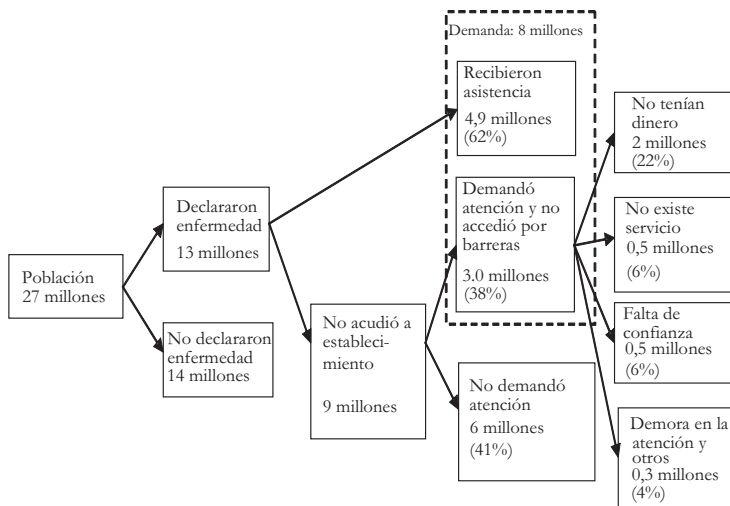 Demanda: 8 millones
Recibieron
asistencia
4,9 millones
(62%)
No tenían
dinero
2 millones
(22%)
Declararon
enfermedad
13 millones
Demandó
atención y no
accedió por
barreras
3.0 millones
(38%)
No existe
servicio
0,5 millones
(6%)
Población
27 millones
No declararon
enfermedad
14 millones
No acudió a
estableci-
miento
9 millones
Falta de
confianza
0,5 millones
(6%)
No demandó
atención
6 millones
(41%)
Demora en la
atención y
otros
0,3 millones
(4%)